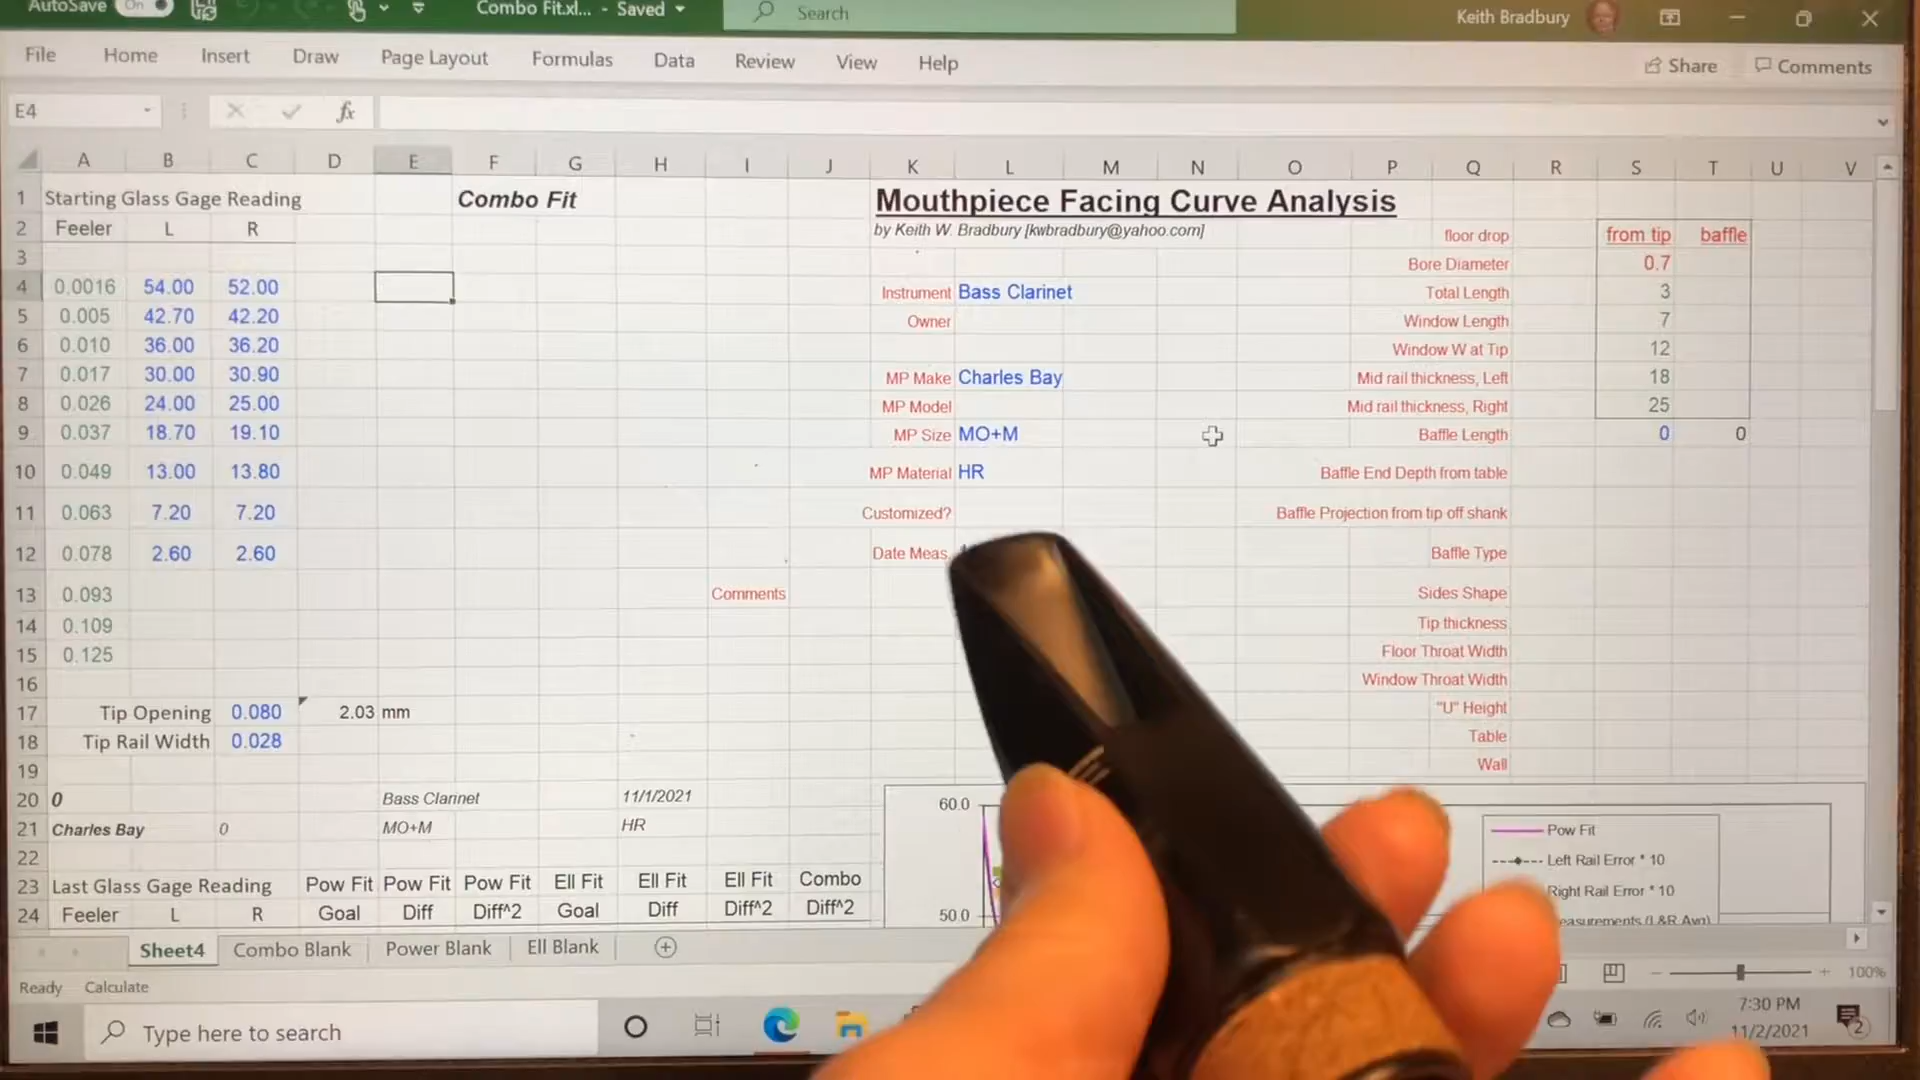 AutoSave On Combo Fit.xl... - Saved Search Keith Bradbury
File Home Insert Draw Page Layout Formulas Data Review View Help Share Comments
E4 fx
A B C D E F G H I J K L M N O P Q R S T U V
1 Starting Glass Gage Reading Combo Fit Mouthpiece Facing Curve Analysis
2 Feeler L R by Keith W. Bradbury [kwbradbury@yahoo.com] floor drop from tip baffle
3 Bore Diameter 0.7
4 0.0016 54.00 52.00 Instrument Bass Clarinet Total Length 3
5 0.005 42.70 42.20 Owner Window Length 7
6 0.010 36.00 36.20 Window W at Tip 12
7 0.017 30.00 30.90 MP Make Charles Bay Mid rail thickness, Left 18
8 0.026 24.00 25.00 MP Model Mid rail thickness, Right 25
9 0.037 18.70 19.10 MP Size MO+M Baffle Length 0 0
10 0.049 13.00 13.80 MP Material HR Baffle End Depth from table
11 0.063 7.20 7.20 Customized? Baffle Projection from tip off shank
12 0.078 2.60 2.60 Date Meas. Baffle Type
13 0.093 Comments Sides Shape
14 0.109 Tip thickness
15 0.125 Floor Throat Width
16 Window Throat Width
17 Tip Opening 0.080 2.03 mm "U" Height
18 Tip Rail Width 0.028 Table
19 Wall
20 0 Bass Clarinet 11/1/2021 60.0
21 Charles Bay 0 MO+M HR Pow Fit
22 Left Rail Error * 10
23 Last Glass Gage Reading Pow Fit Pow Fit Pow Fit Ell Fit Ell Fit Ell Fit Combo Right Rail Error * 10
24 Feeler L R Goal Diff Diff^2 Goal Diff Diff^2 Diff^2 50.0 easurements (L&R Avg)
Sheet4 Combo Blank Power Blank Ell Blank
Ready Calculate 100%
Type here to search 7:30 PM
11/2/2021
2